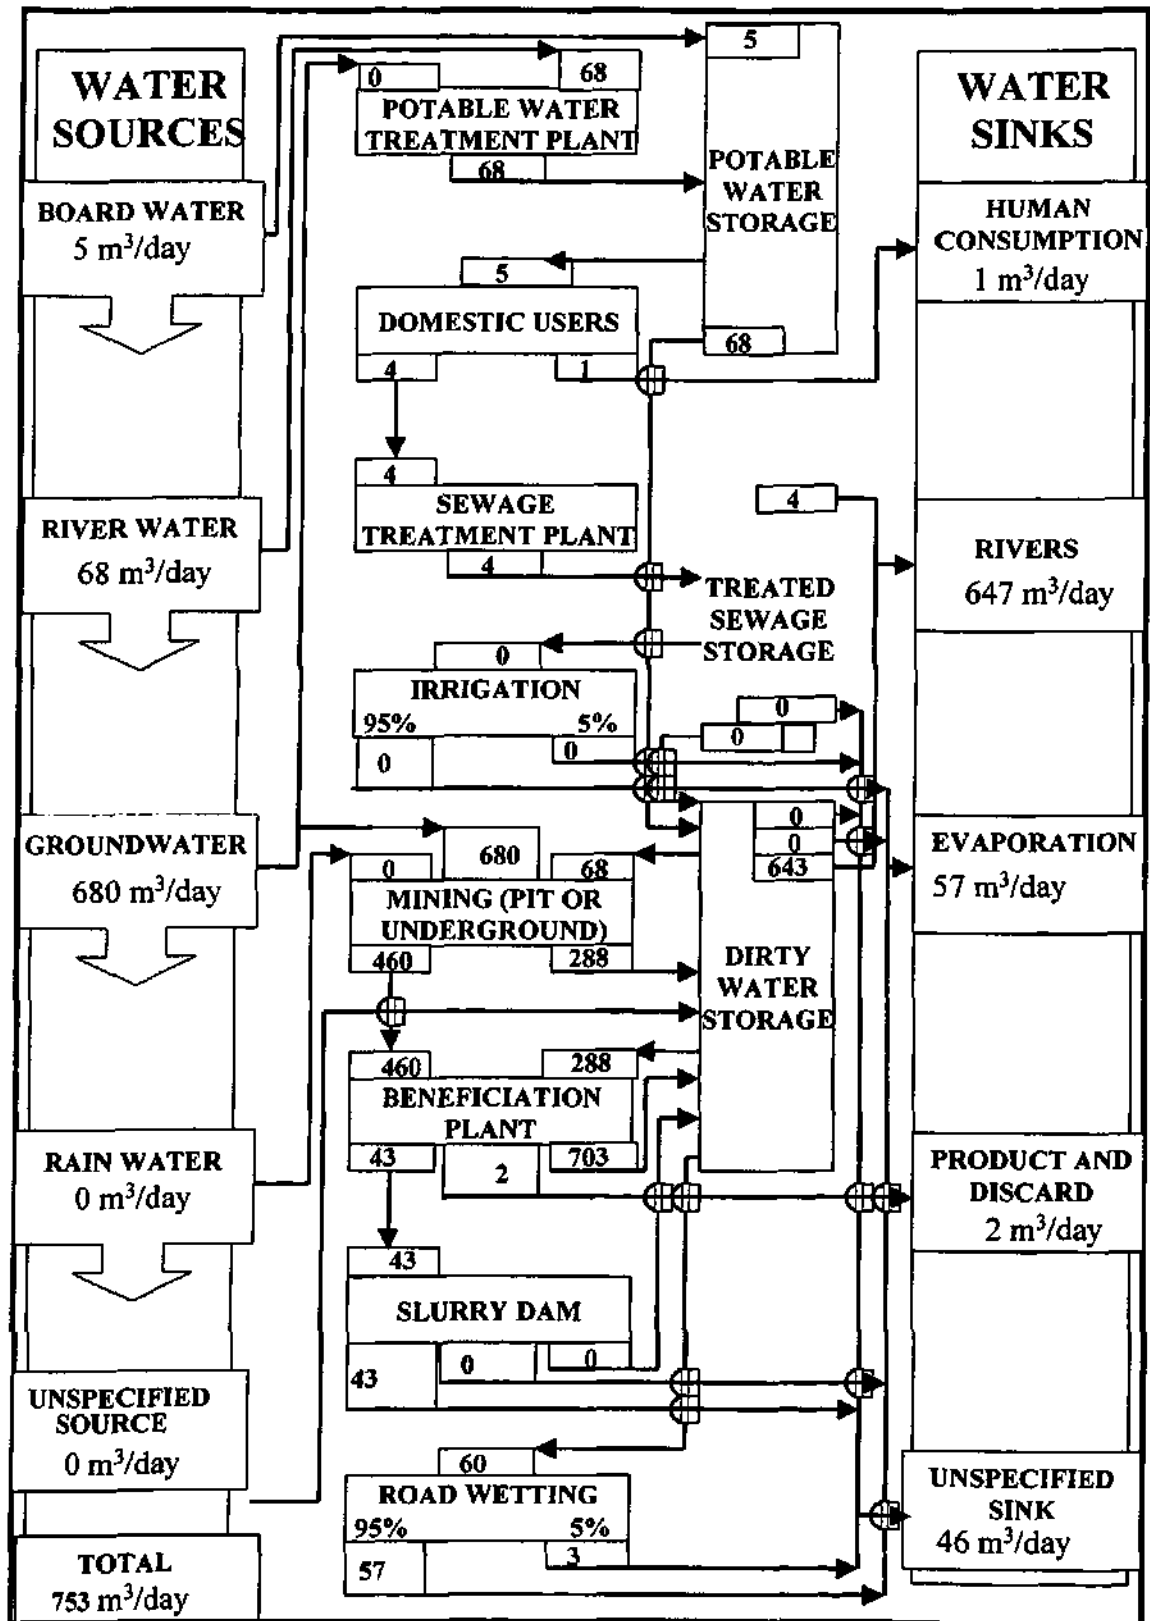 WATER
SOURCES
BOARD WATER
5 m³/day
RIVER WATER
68 m³/day
GROUNDWATER
680 m³/day
RAIN WATER
0 m³/day
UNSPECIFIED
SOURCE
0 m³/day
TOTAL
753 m³/day
0
68
POTABLE WATER
TREATMENT PLANT
68
5
POTABLE
WATER
STORAGE
68
5
DOMESTIC USERS
4
1
4
SEWAGE
TREATMENT PLANT
4
4
TREATED
SEWAGE
STORAGE
0
IRRIGATION
95%
5%
0
0
0
0
0
680
68
MINING (PIT OR
UNDERGROUND)
460
288
0
0
643
DIRTY
WATER
STORAGE
460
288
BENEFICIATION
PLANT
43
2
703
43
SLURRY DAM
43
0
0
60
ROAD WETTING
95%
5%
57
3
WATER
SINKS
HUMAN
CONSUMPTION
1 m³/day
RIVERS
647 m³/day
EVAPORATION
57 m³/day
PRODUCT AND
DISCARD
2 m³/day
UNSPECIFIED
SINK
46 m³/day